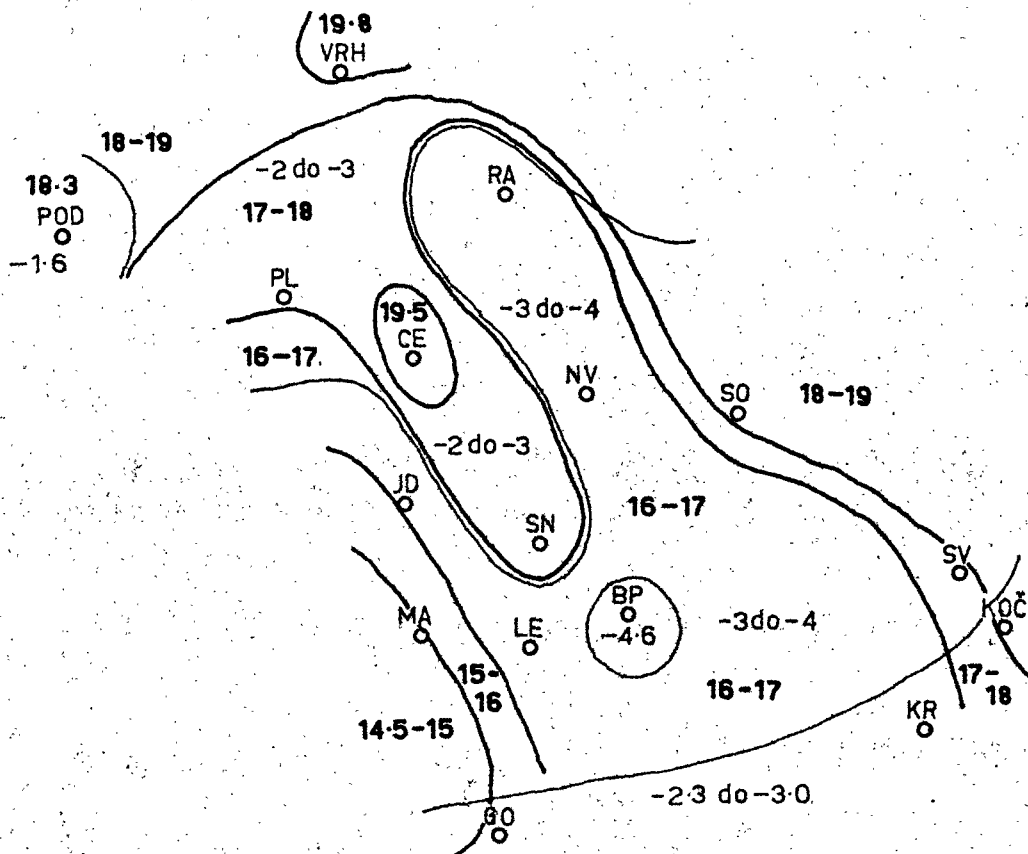 19·8
VRH
18-19
-2 do -3
18·3
POD
17-18
RA
-1·6
PL
19·5
-3 do -4
CE
16-17
NV
SO
18-19
-2 do -3
JD
16-17
SN
SV
BP
KOČ
MA
LE
-4·6
-3 do -4
15-
16
16-17
17-
18
14·5-15
KR
-2·3 do -3·0
GO